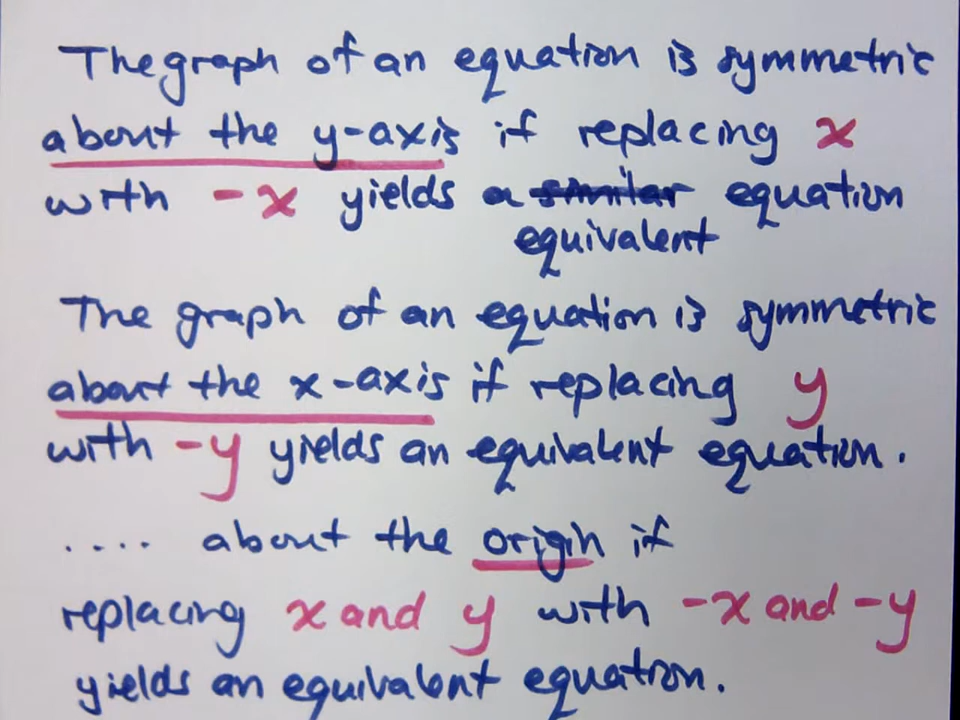 The graph of an equation is symmetric
about the y-axis if replacing x
with -x yields a similar equation
equivalent
The graph of an equation is symmetric
about the x-axis if replacing y
with -y yields an equivalent equation.
.... about the origin if
replacing x and y with -x and -y
yields an equivalent equation.